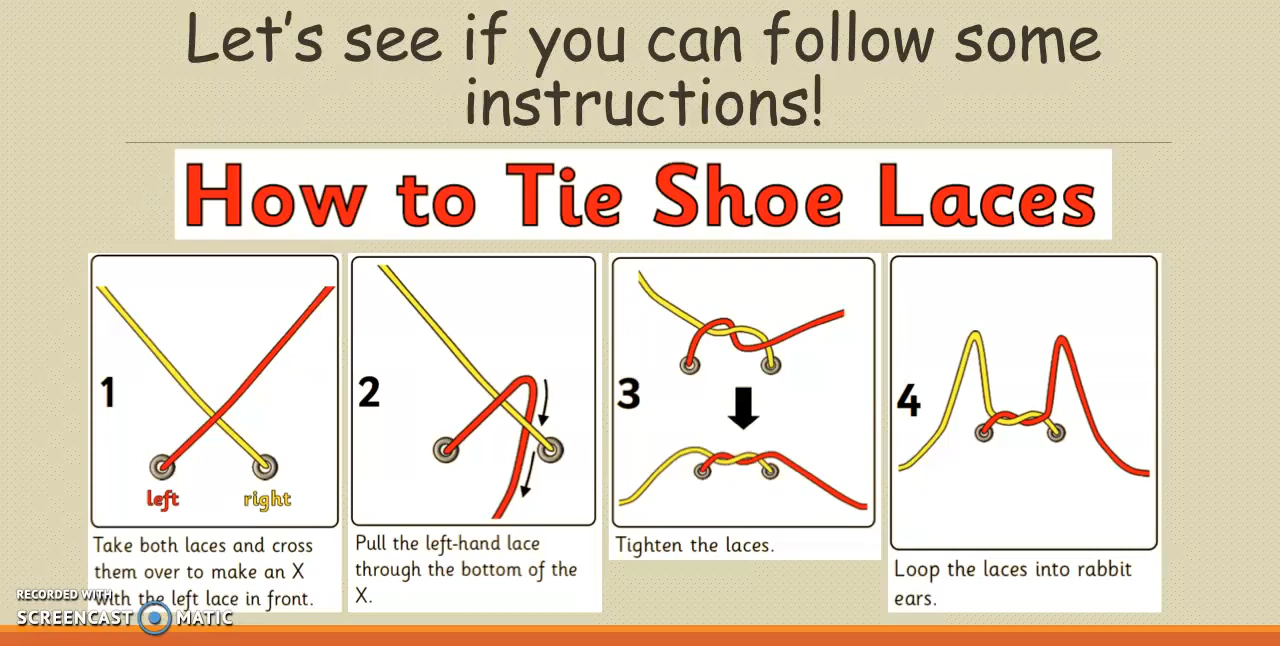 Let's see if you can follow some
instructions!
How to Tie Shoe Laces
1
left
right
Take both laces and cross
them over to make an X
with the left lace in front.
2
Pull the left-hand lace
through the bottom of the
X.
3
Tighten the laces.
4
Loop the laces into rabbit
ears.
RECORDED WITH
SCREENCAST MATIC